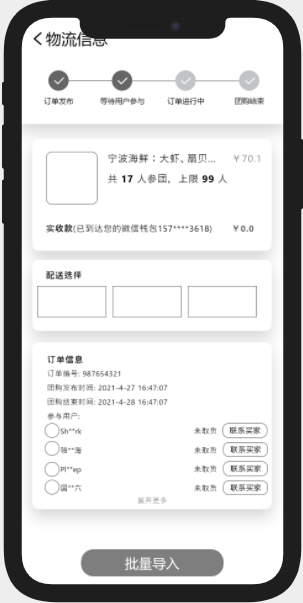 物流信息
订单发布 等待用户参与 订单进行中 团购结束
宁波海鲜：大虾、扇贝... ￥70.1
共 17 人参团，上限 99 人
实收款(已到达您的微信钱包157****3618) ￥0.0
配送选择
订单信息
订单编号: 987654321
团购发布时间: 2021-4-27 16:47:07
团购结束时间: 2021-4-28 16:47:07
参与用户:
Sh**rk 未取货 联系买家
**海 未取货 联系买家
Pl**ep 未取货 联系买家
国**六 未取货 联系买家
展开更多
批量导入